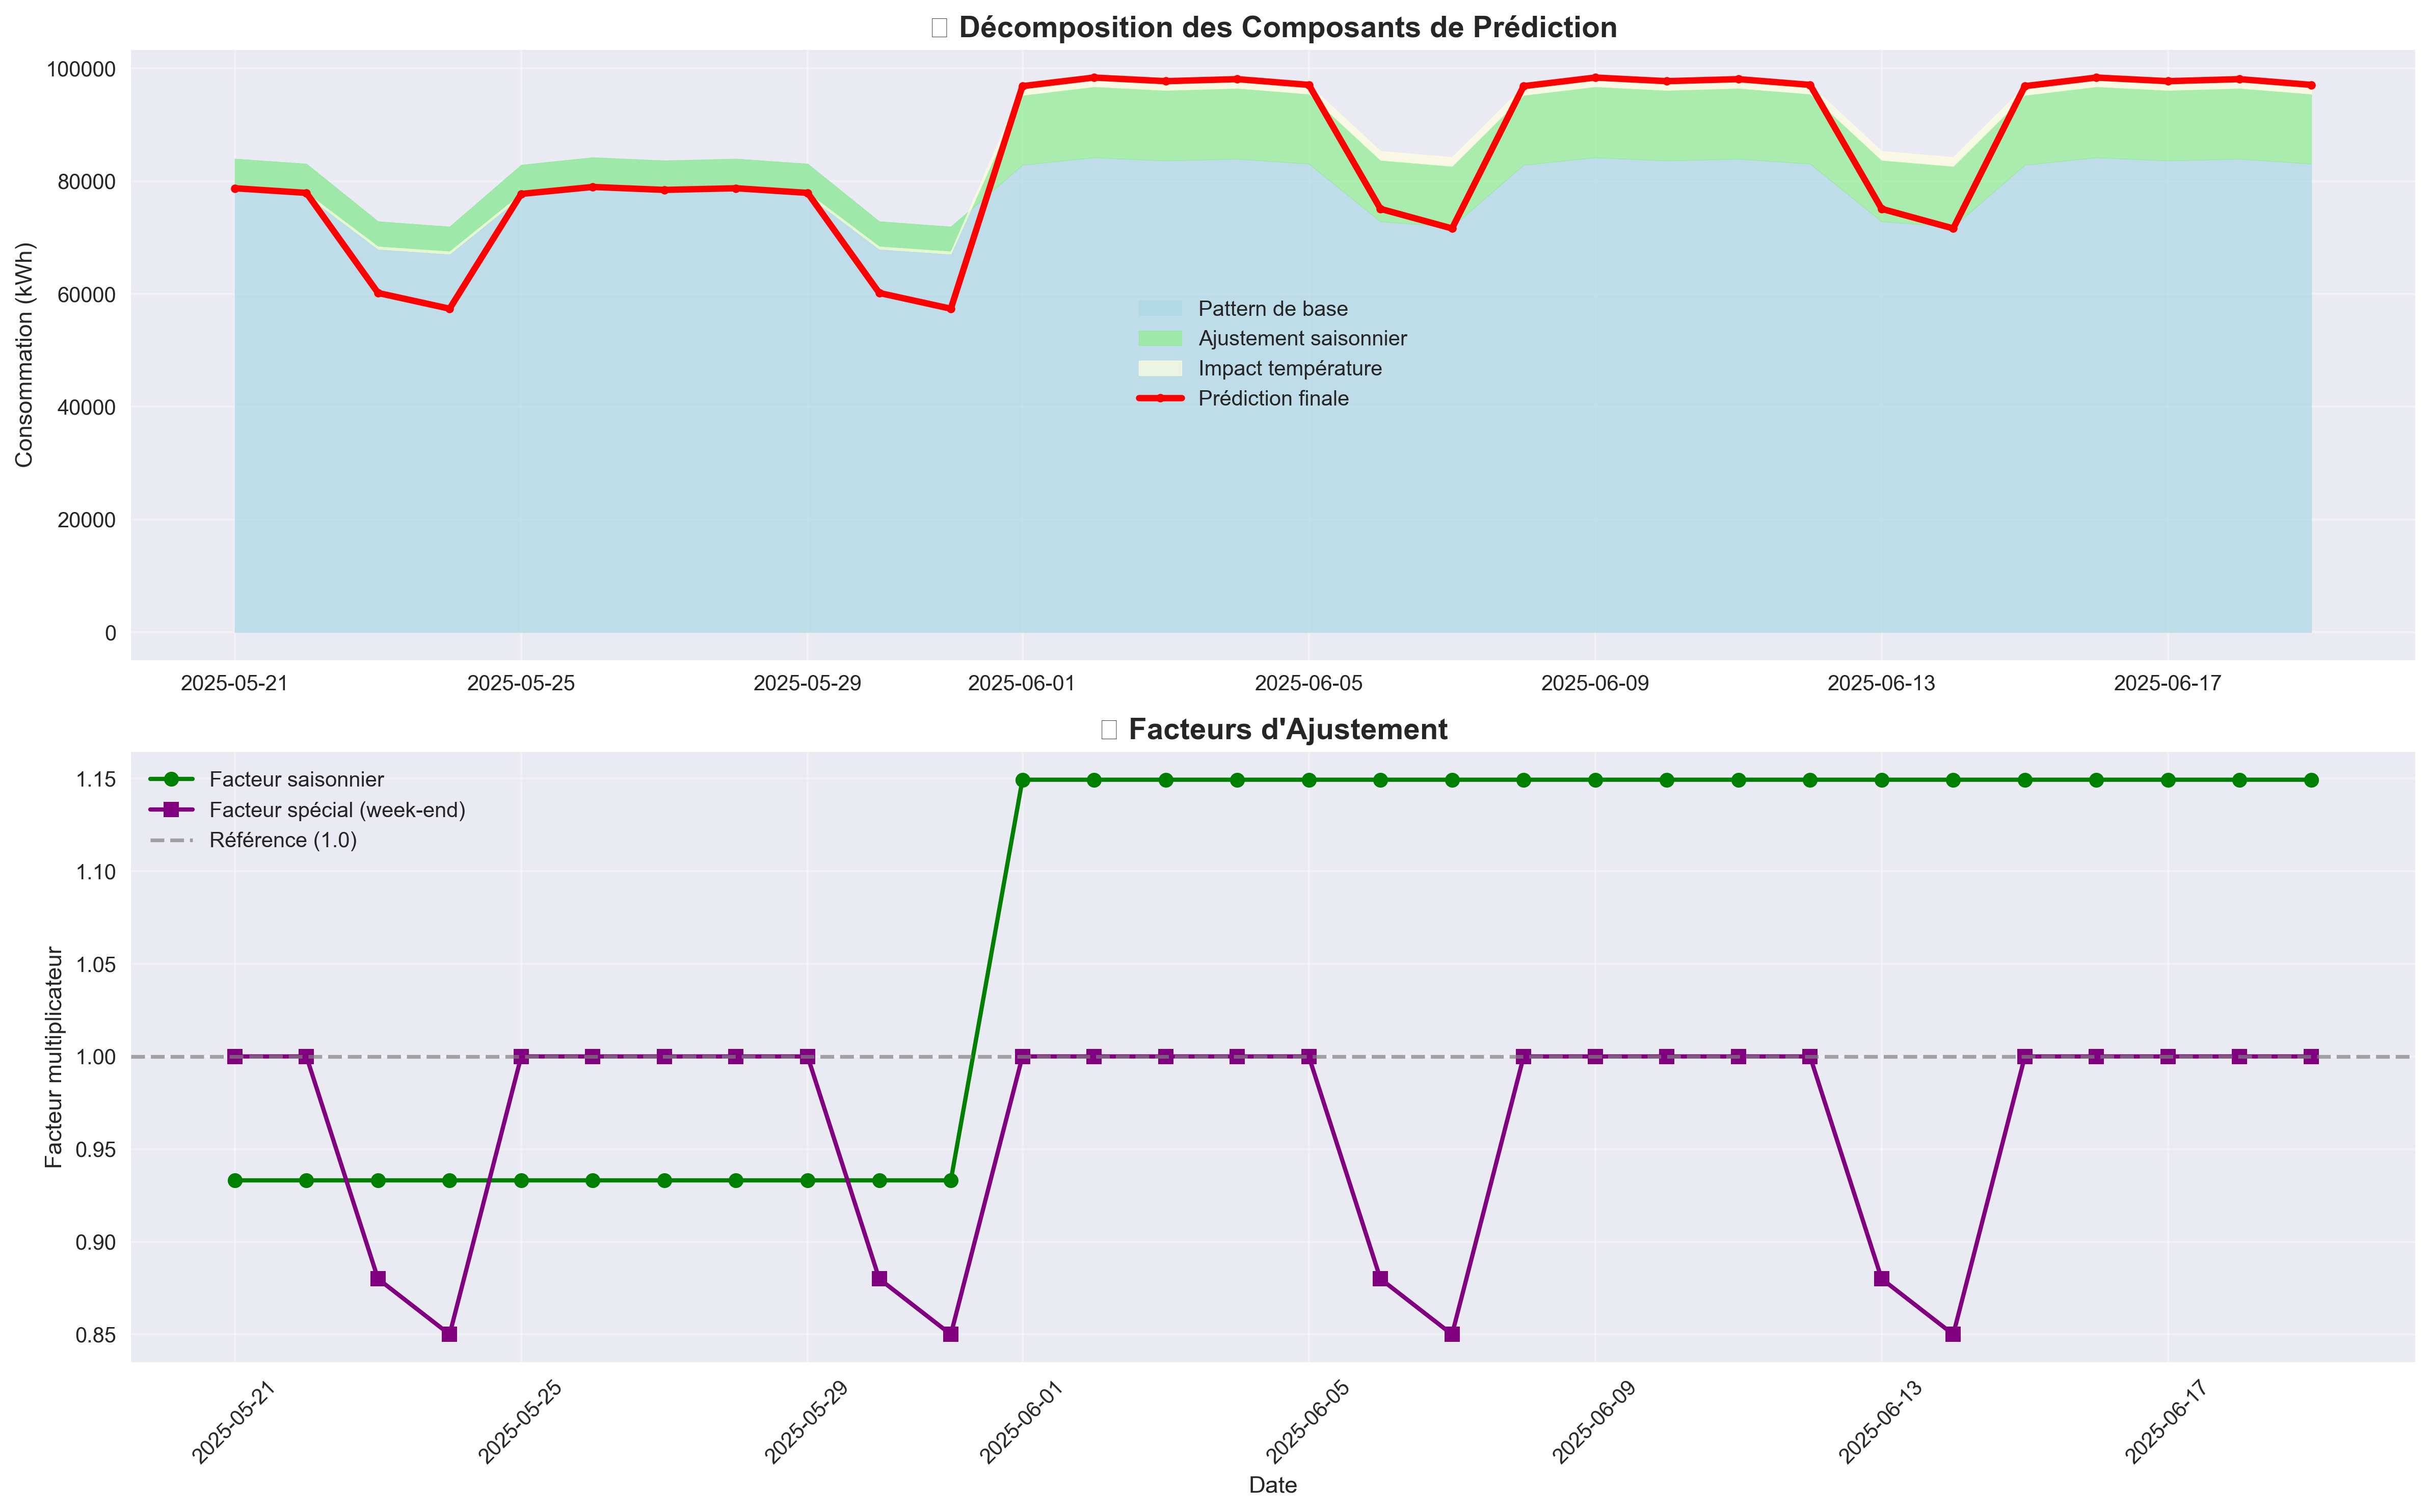 Décomposition des Composants de Prédiction
Consommation (kWh)
100000
80000
60000
40000
20000
0
Pattern de base
Ajustement saisonnier
Impact température
Prédiction finale
2025-05-21
2025-05-25
2025-05-29
2025-06-01
2025-06-05
2025-06-09
2025-06-13
2025-06-17
Facteurs d'Ajustement
Facteur multiplicateur
1.15
1.10
1.05
1.00
0.95
0.90
0.85
Facteur saisonnier
Facteur spécial (week-end)
Référence (1.0)
2025-05-21
2025-05-25
2025-05-29
2025-06-01
2025-06-05
2025-06-09
2025-06-13
2025-06-17
Date